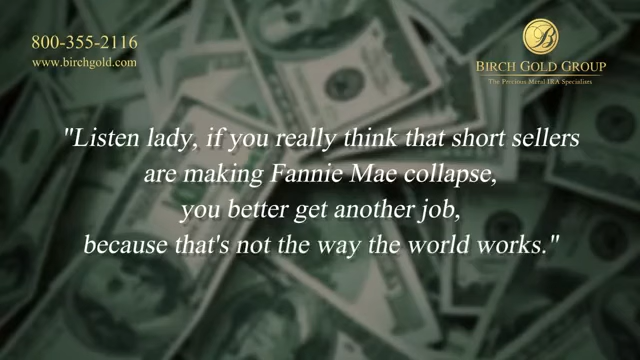 800-355-2116
www.birchgold.com
BIRCH GOLD GROUP
The Precious Metal IRA Specialists
"Listen lady, if you really think that short sellers
are making Fannie Mae collapse,
you better get another job,
because that's not the way the world works."